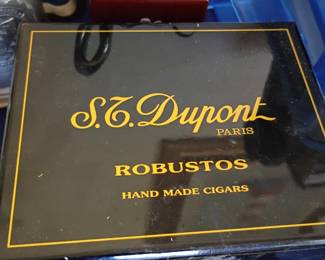 S.T. Dupont
PARIS
ROBUSTOS
HAND MADE CIGARS